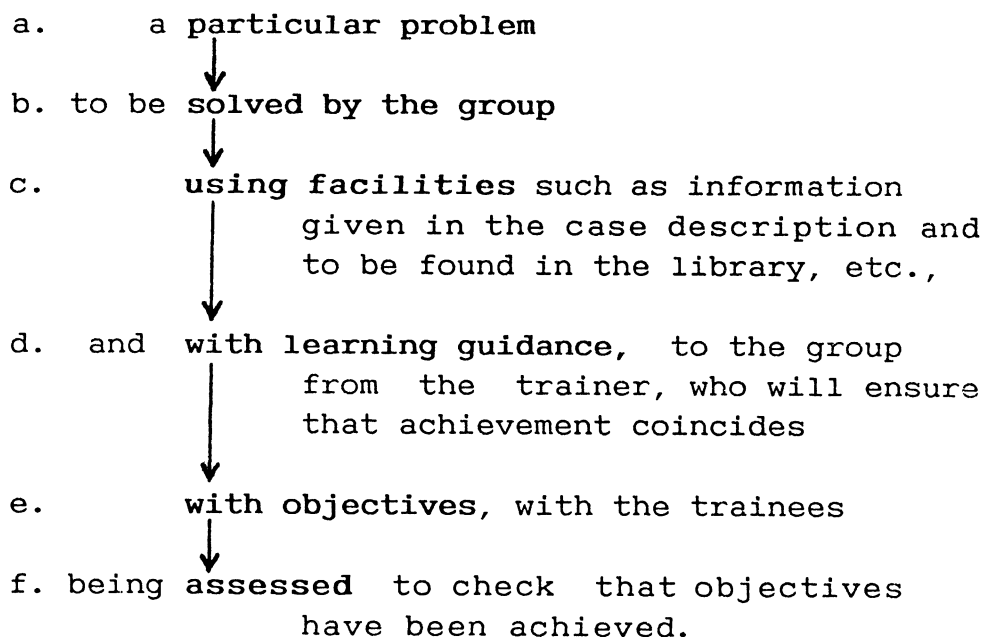 a. a particular problem
b. to be solved by the group
c. using facilities such as information
given in the case description and
to be found in the library, etc.,
d. and with learning guidance, to the group
from the trainer, who will ensure
that achievement coincides
e. with objectives, with the trainees
f. being assessed to check that objectives
have been achieved.